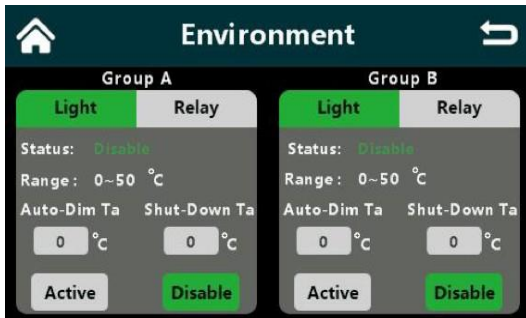 Environment
Group A
Light Relay
Status: Disable
Range: 0~50 °C
Auto-Dim Ta Shut-Down Ta
0 °C 0 °C
Active Disable
Group B
Light Relay
Status: Disable
Range: 0~50 °C
Auto-Dim Ta Shut-Down Ta
0 °C 0 °C
Active Disable